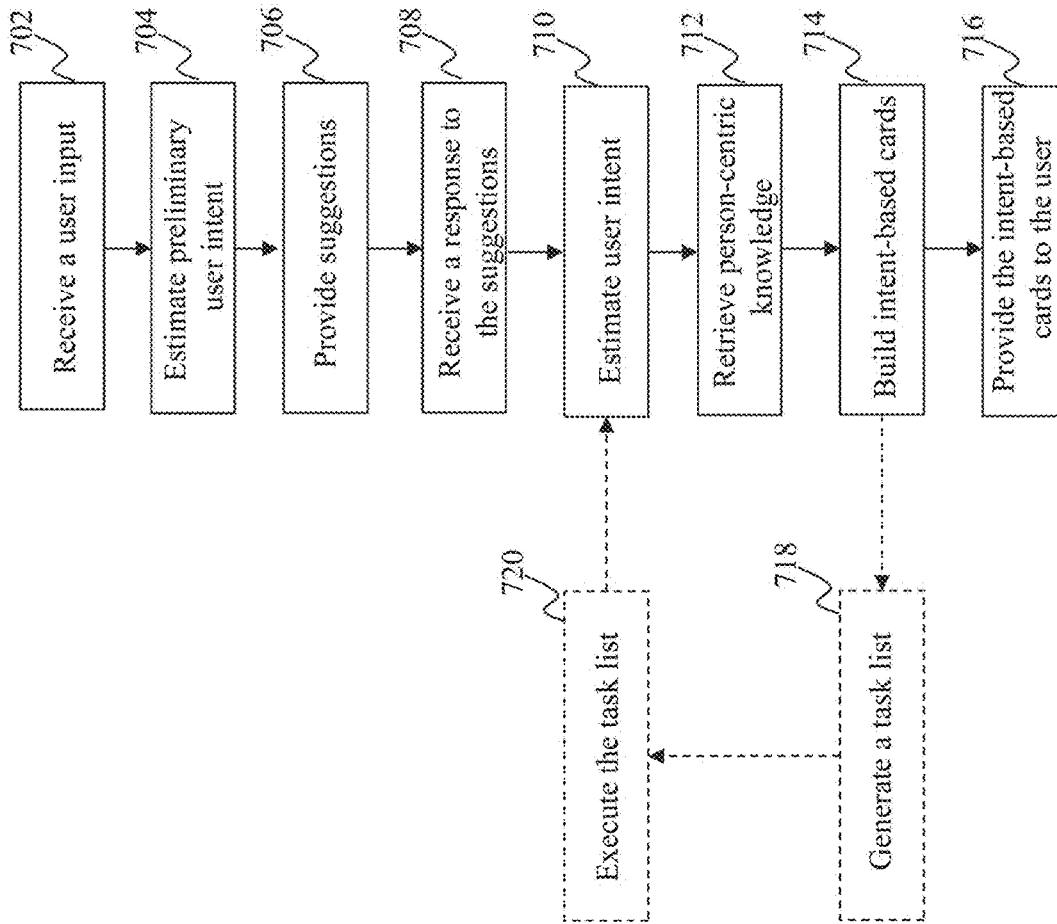 702
Receive a user input
704
Estimate preliminary
user intent
706
Provide suggestions
708
Receive a response to
the suggestions
710
Estimate user intent
712
Retrieve person-centric
knowledge
714
Build intent-based cards
716
Provide the intent-based
cards to the user
718
Generate a task list
720
Execute the task list